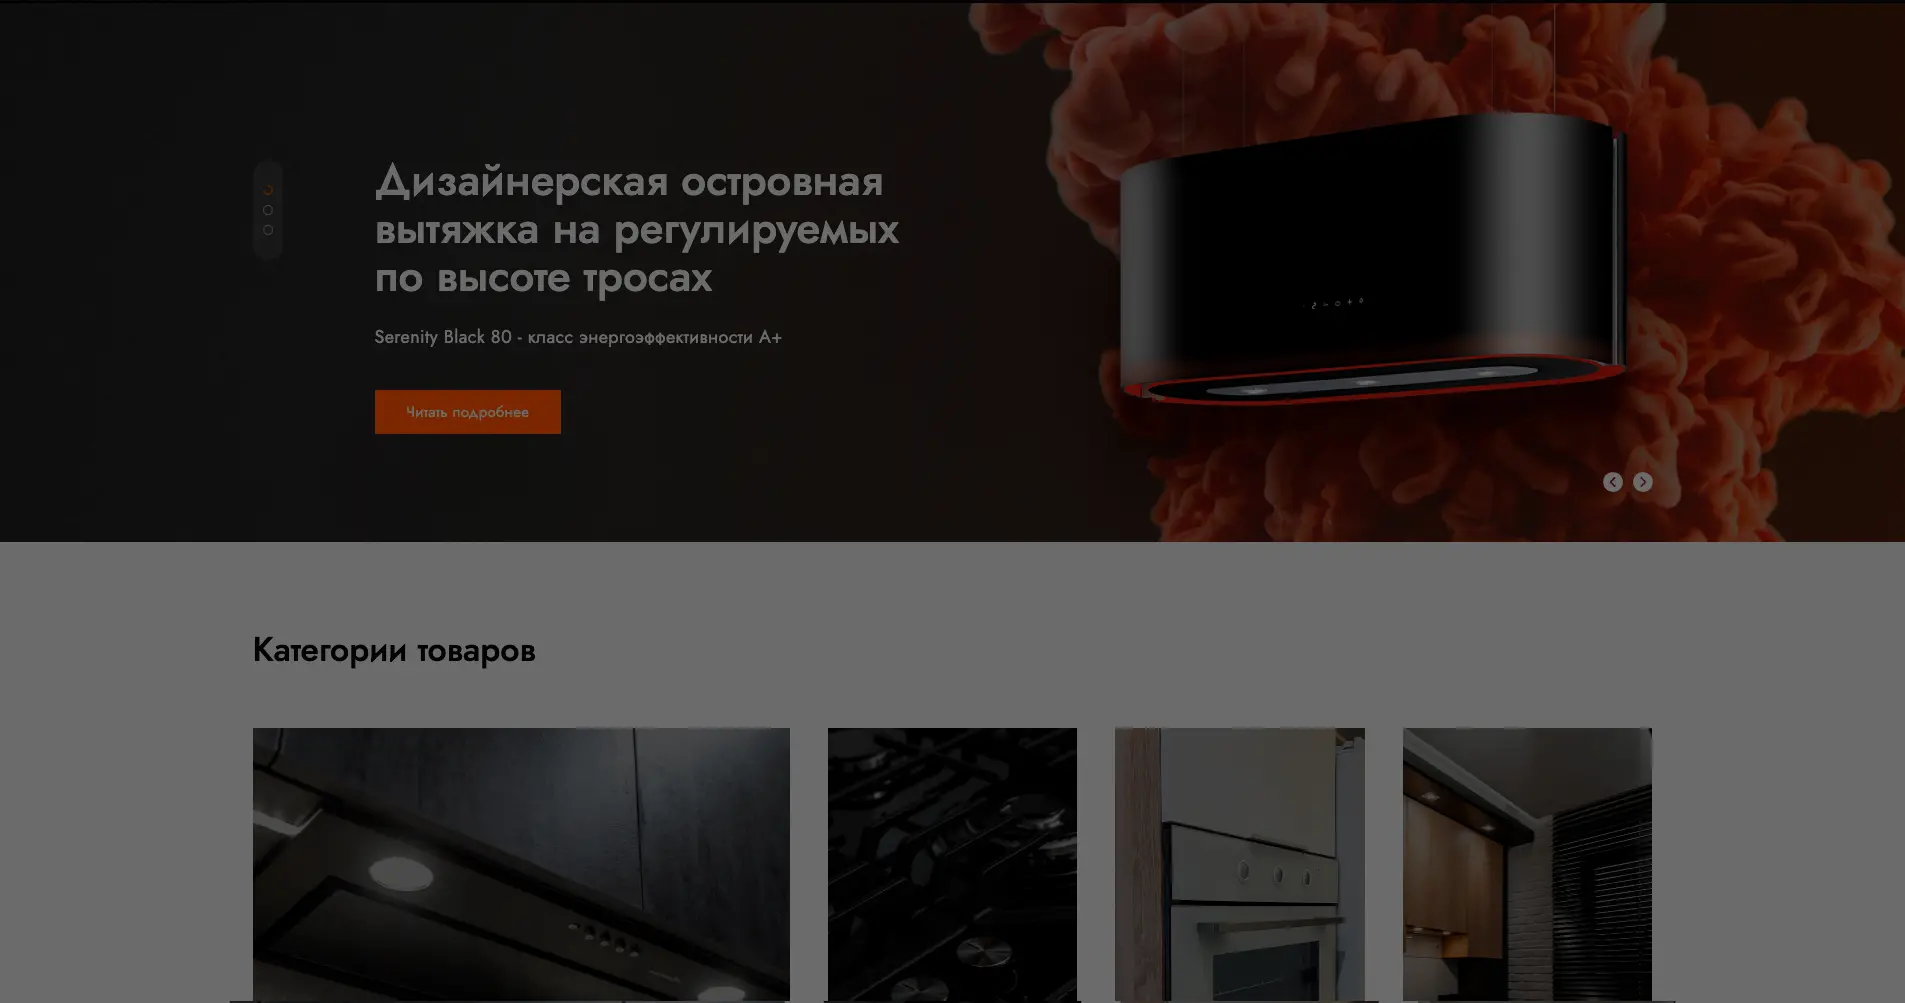 Дизайнерская островная
вытяжка на регулируемых
по высоте тросах
Serenity Black 80 - класс энергоэффективности А+
Читать подробнее
Категории товаров